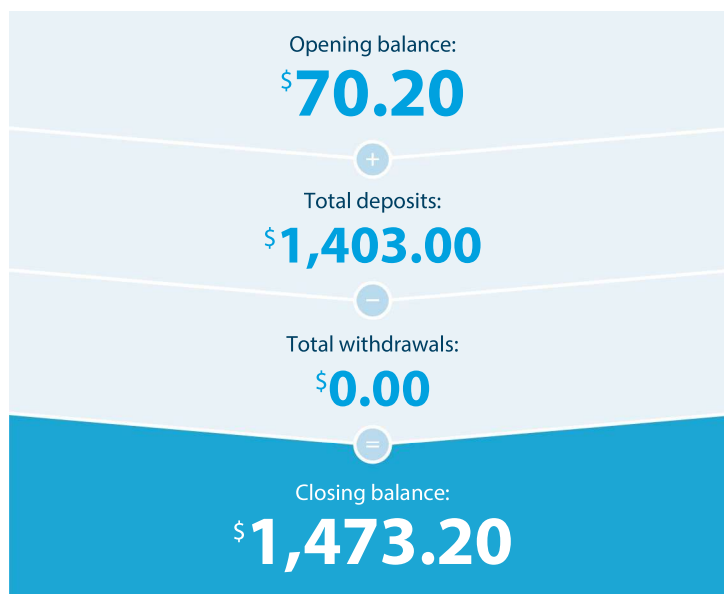 Opening balance:
$70.20
+
Total deposits:
$1,403.00
−
Total withdrawals:
$0.00
=
Closing balance:
$1,473.20